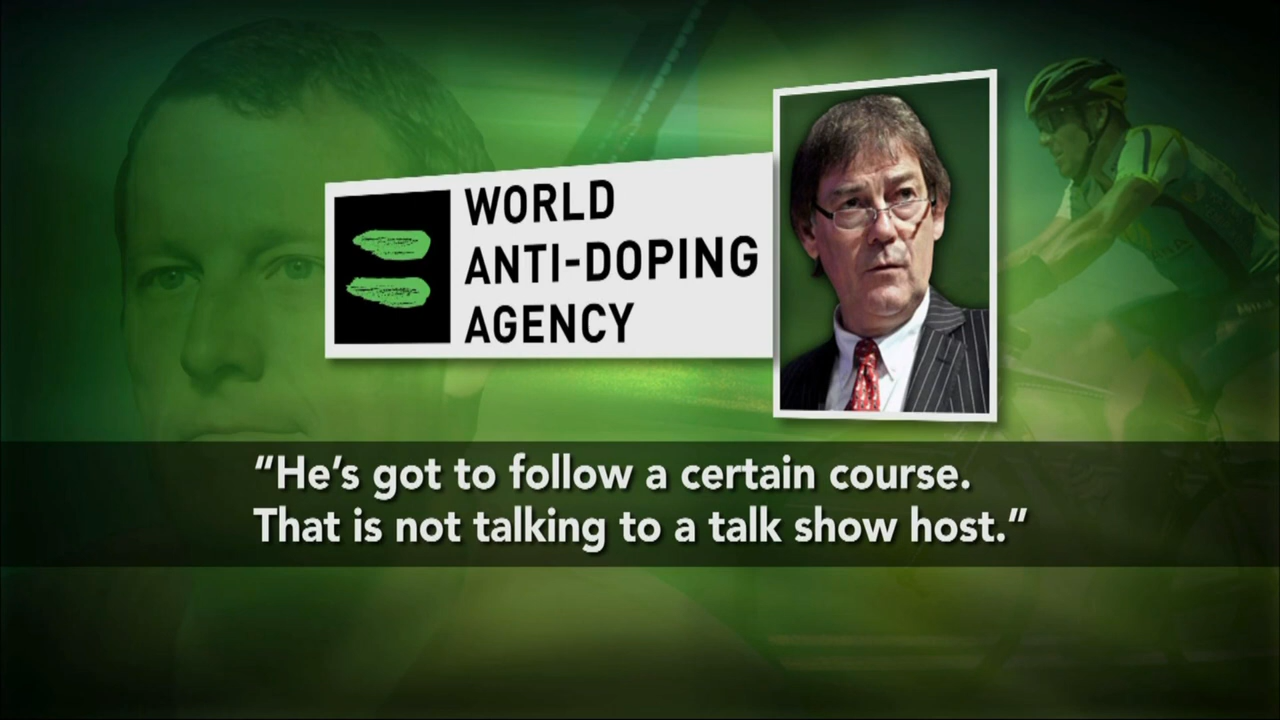 WORLD
ANTI-DOPING
AGENCY
“He’s got to follow a certain course.
That is not talking to a talk show host.”